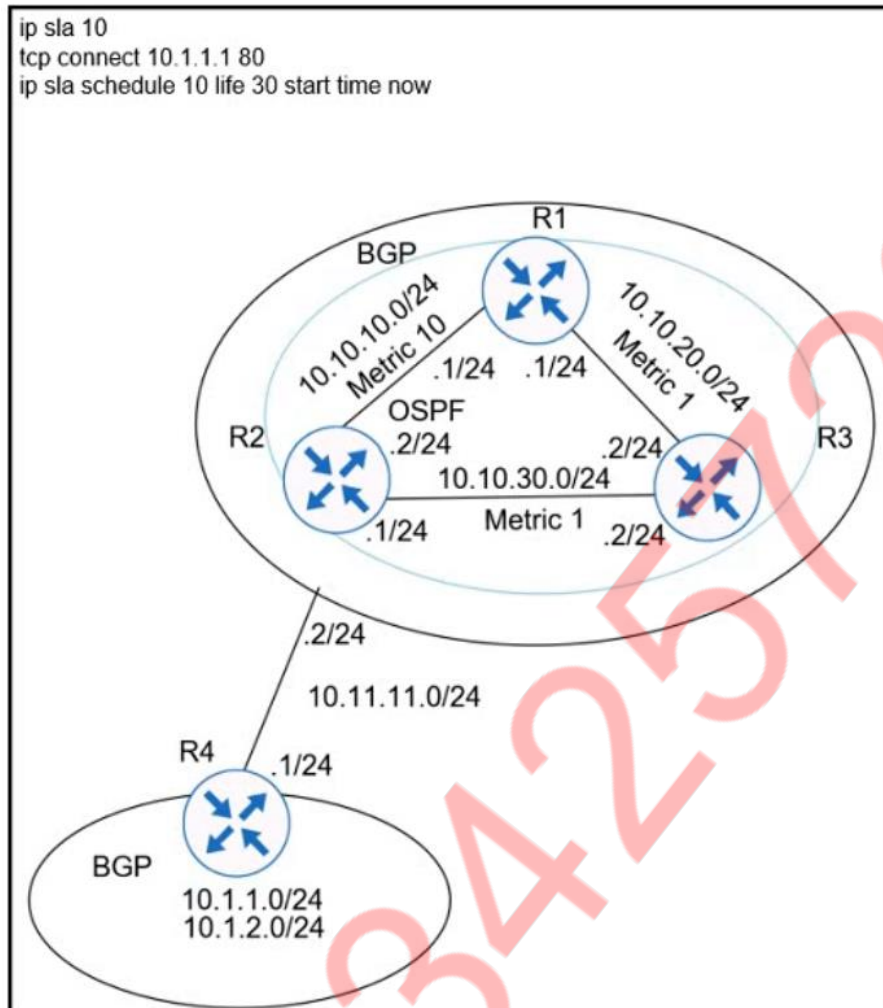 ip sla 10
tcp connect 10.1.1.1 80
ip sla schedule 10 life 30 start time now
R1
BGP
10.10.10.0/24
Metric 10
10.10.20.0/24
Metric 1
.1/24
.1/24
OSPF
R2
.2/24
.2/24
R3
10.10.30.0/24
.1/24
Metric 1
.2/24
.2/24
10.11.11.0/24
R4
.1/24
BGP
10.1.1.0/24
10.1.2.0/24